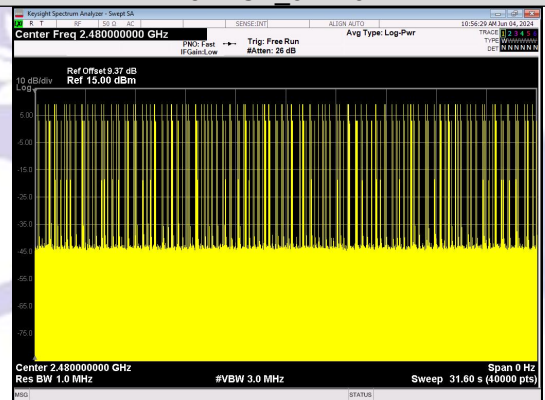 Keysight Spectrum Analyzer - Swept SA
R T RF 50 Ω AC SENSE:INT ALIGN AUTO 10:56:29 AM Jun 04, 2024
Center Freq 2.480000000 GHz
PNO: Fast
IFGain:Low
Trig: Free Run
#Atten: 26 dB
Avg Type: Log-Pwr
TRACE 1 2 3 4 5 6
TYPE W
DET N N N N N N
Ref Offset 9.37 dB
10 dB/div Ref 15.00 dBm
Log
5.00
-5.00
-15.0
-25.0
-35.0
-45.0
-55.0
-65.0
-75.0
Center 2.480000000 GHz Span 0 Hz
Res BW 1.0 MHz #VBW 3.0 MHz Sweep 31.60 s (40000 pts)
MSG STATUS